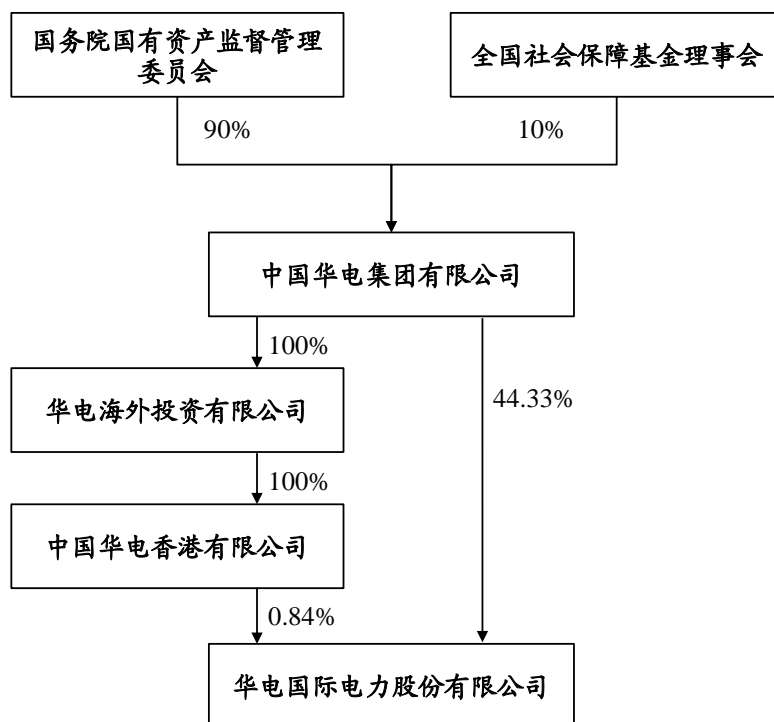 国务院国有资产监督管理
委员会
全国社会保障基金理事会
90%
10%
中国华电集团有限公司
100%
华电海外投资有限公司
44.33%
100%
中国华电香港有限公司
0.84%
华电国际电力股份有限公司